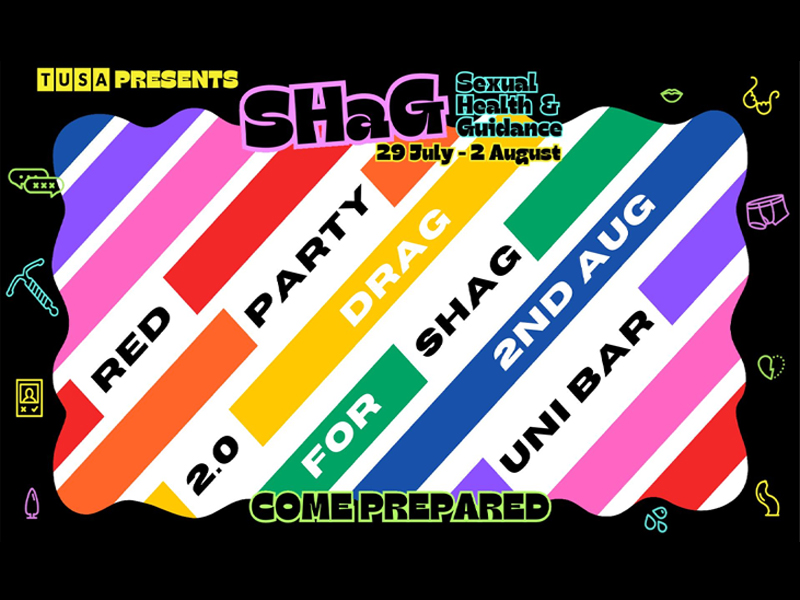 TUSA PRESENTS
SHaG
Sexual
Health &
Guidance
29 July - 2 August
xxx
RED
PARTY
2.0
DRAG
FOR
SHAG
2ND AUG
UNI BAR
COME PREPARED